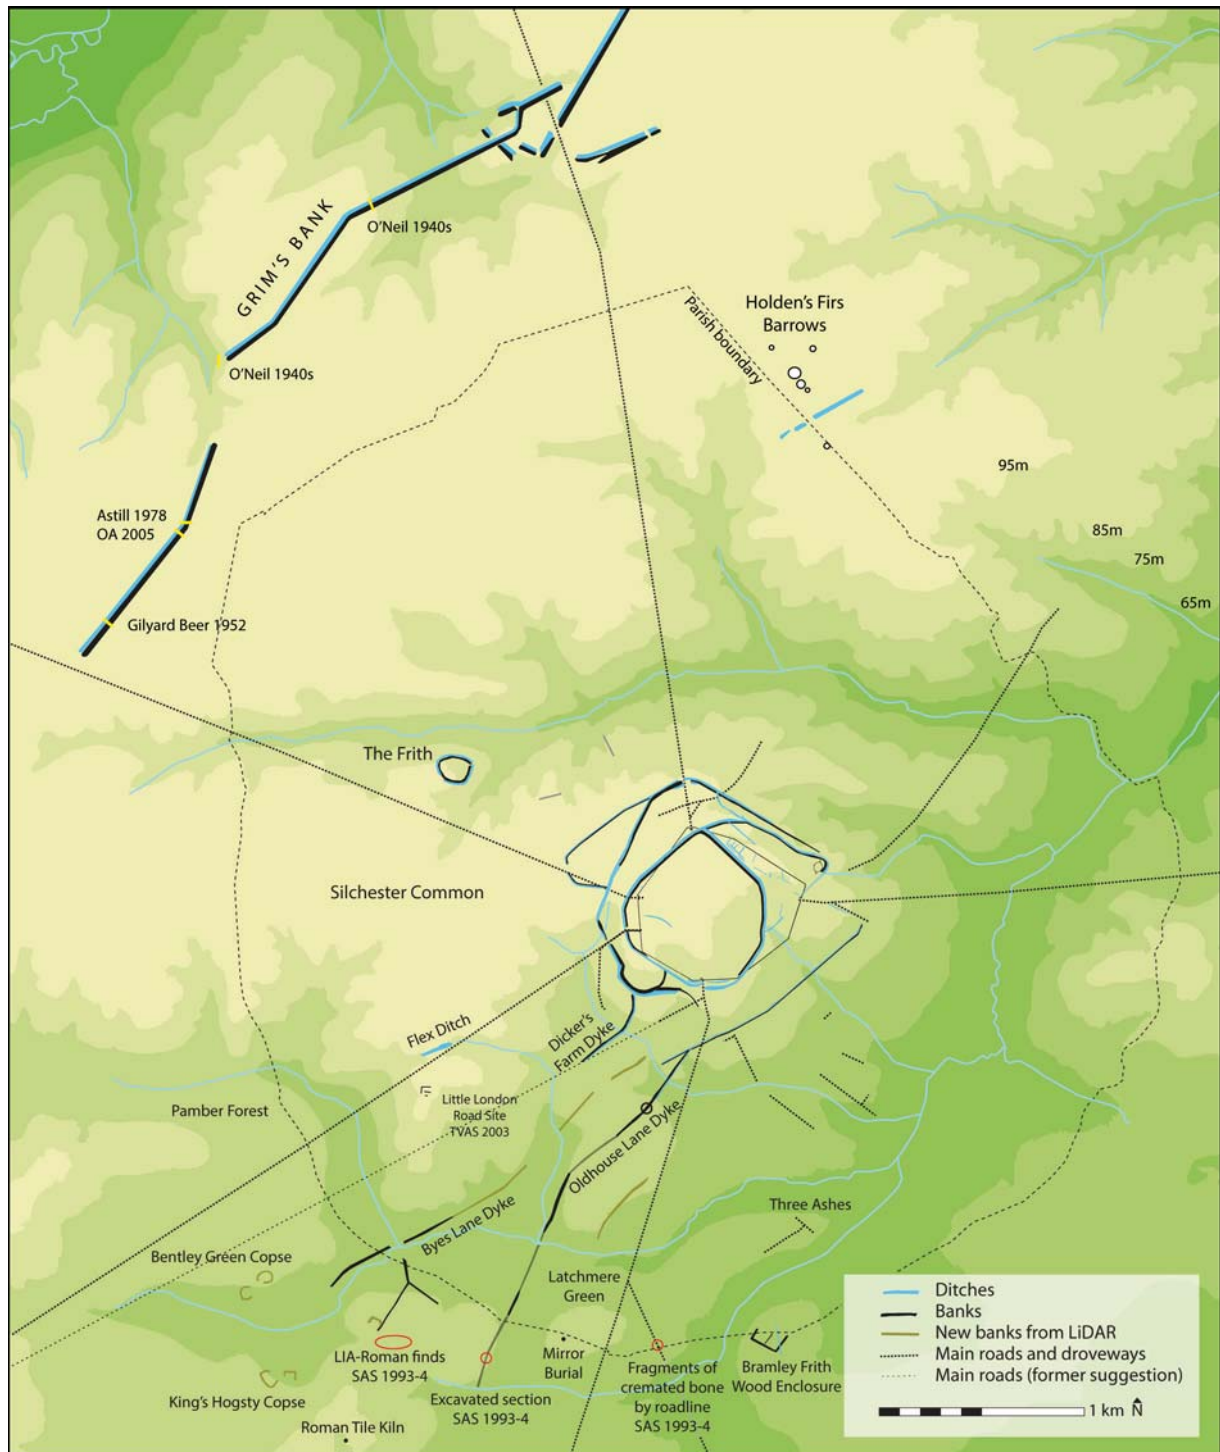 O'Neil 1940s
GRIM'S BANK
O'Neil 1940s
Holden's Firs
Barrows
Parish boundary
95m
85m
75m
65m
Astill 1978
OA 2005
Gilyard Beer 1952
The Frith
Silchester Common
Flex Ditch
Dicker's
Farm Dyke
Pamber Forest
Little London
Road Site
TVAS 2003
Oldhouse Lane Dyke
Byes Lane Dyke
Three Ashes
Bentley Green Copse
Latchmere
Green
LIA-Roman finds
SAS 1993-4
Mirror
Burial
Fragments of
cremated bone
by roadline
SAS 1993-4
Bramley Frith
Wood Enclosure
King's Hogsty Copse
Excavated section
SAS 1993-4
Roman Tile Kiln
Ditches
Banks
New banks from LiDAR
Main roads and droveways
Main roads (former suggestion)
1 km N